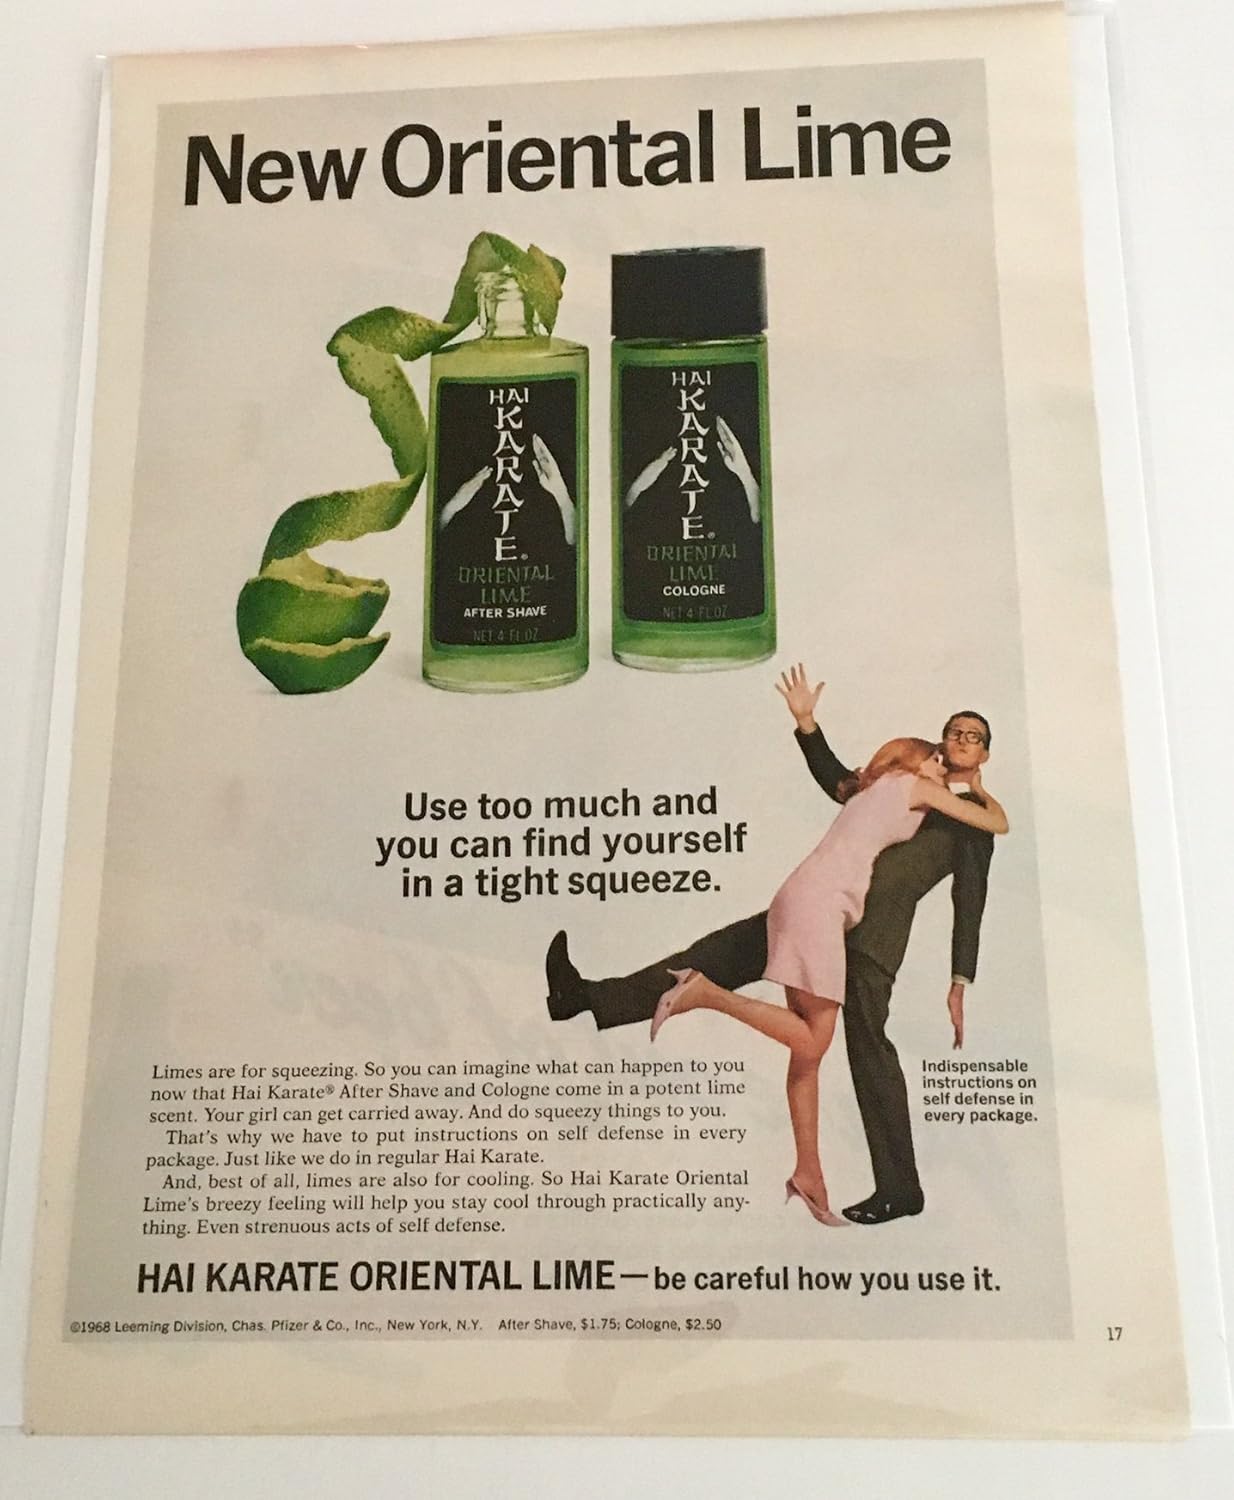 New Oriental Lime
HAI
KARATE®
ORIENTAL
LIME
AFTER SHAVE
NET 4 FL OZ
HAI
KARATE®
ORIENTAL
LIME
COLOGNE
NET 4 FL OZ
Use too much and
you can find yourself
in a tight squeeze.
Limes are for squeezing. So you can imagine what can happen to you
now that Hai Karate® After Shave and Cologne come in a potent lime
scent. Your girl can get carried away. And do squeezy things to you.
That's why we have to put instructions on self defense in every
package. Just like we do in regular Hai Karate.
And, best of all, limes are also for cooling. So Hai Karate Oriental
Lime's breezy feeling will help you stay cool through practically any-
thing. Even strenuous acts of self defense.
Indispensable
instructions on
self defense in
every package.
HAI KARATE ORIENTAL LIME—be careful how you use it.
©1968 Leeming Division, Chas. Pfizer & Co., Inc., New York, N.Y. After Shave, $1.75; Cologne, $2.50
17